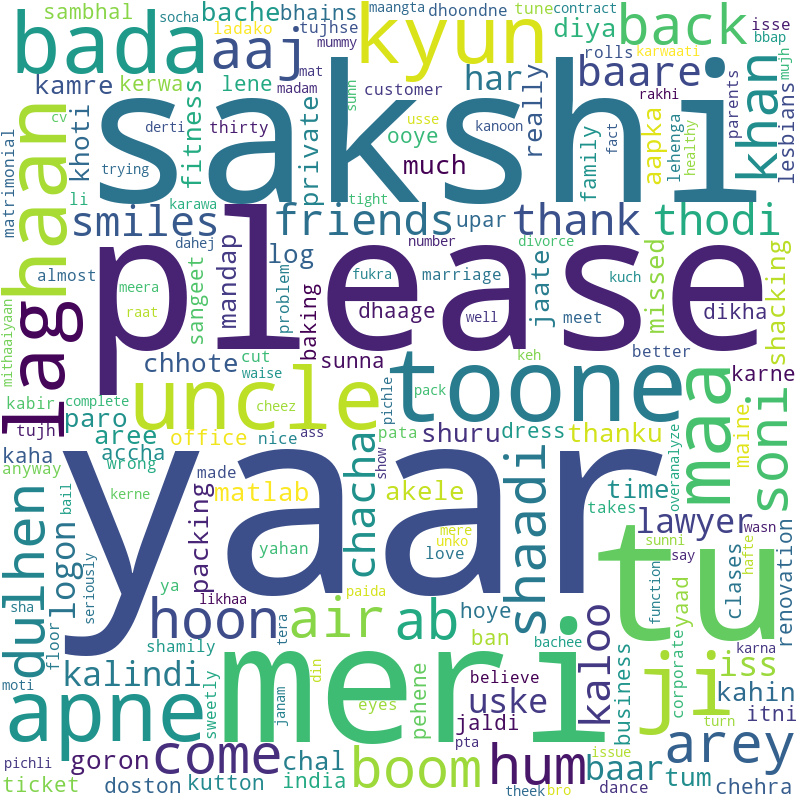 sakshi
please
yaar
tu
meri
bada
haan
aaj
kyun
back
baare
khan
lag
uncle
toone
maa
soni
friends
thank
thodi
smiles
dulhen
hoon
air
ab
shaadi
apne
come
boom
hum
ji
arey
kaloo
chacha
lawyer
logon
kalindi
iss
uske
baar
tum
sambhal
socha
bache
bhains
dhoondne
tune
contract
isse
bbap
mujh
ladako
tujhse
diya
mummy
maangta
karwaati
kamre
kerwa
lene
mat
madam
customer
har
rolls
rakhi
parents
lesbians
cv
khoti
derti
thirty
fitness
private
sunn
usse
kanoon
ooye
really
family
fact
aapka
lehenga
healthy
matrimonial
trying
much
li
karawa
tight
upar
log
dahej
number
divorce
almost
meera
sangeet
mandap
problem
fukra
marriage
kuch
missed
shacking
raat
baking
dhaage
well
meet
jaate
dikha
mithaaiyaan
chhote
cut
waise
sunna
keh
better
karne
kabir
complete
cheez
pack
pichle
tujh
paro
office
nice
ass
pata
shuru
dress
thanku
maine
overanalyze
kaha
aree
accha
wrong
made
matlab
show
akele
time
takes
anyway
kerne
bail
packing
mere
unko
sunni
say
wasn
hafte
seriously
yahan
love
clases
renovation
sha
floor
ya
likhaa
paida
hoye
yaad
function
shamily
tera
ban
bachee
karna
moti
sweetly
janam
din
eyes
pehene
believe
jaldi
business
corporate
turn
kahin
itni
pichli
goron
chal
pta
issue
ticket
doston
kutton
india
theek
bro
dance
chehra